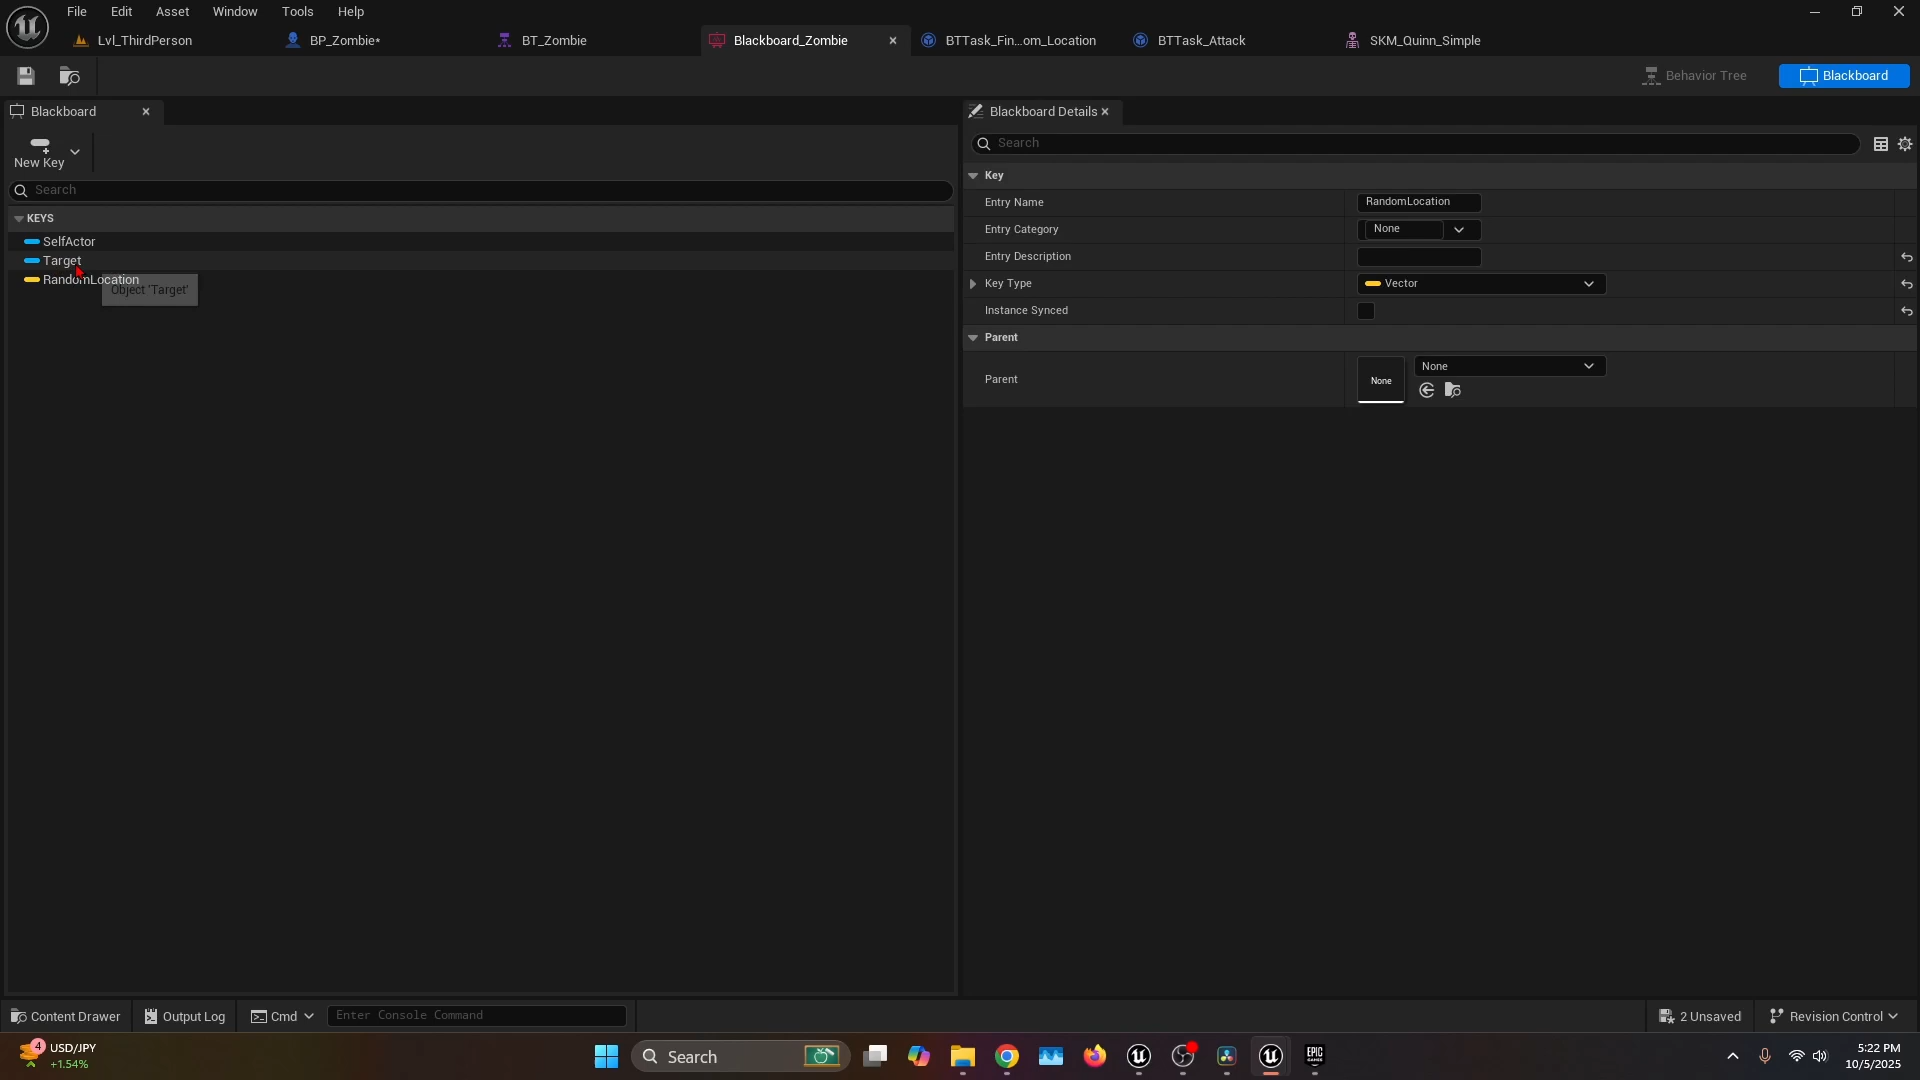 File Edit Asset Window Tools Help
Lvl_ThirdPerson BP_Zombie* BT_Zombie Blackboard_Zombie BTTask_Fin...om_Location BTTask_Attack SKM_Quinn_Simple
Behavior Tree Blackboard
Blackboard
New Key
Search
KEYS
SelfActor
Target
RandomLocation
Object 'Target'
Blackboard Details
Search
Key
Entry Name RandomLocation
Entry Category None
Entry Description
Key Type Vector
Instance Synced
Parent
Parent None None
Content Drawer Output Log Cmd Enter Console Command 2 Unsaved Revision Control
4 USD/JPY
+1.54%
Search
EPIC
GAMES
5:22 PM
10/5/2025